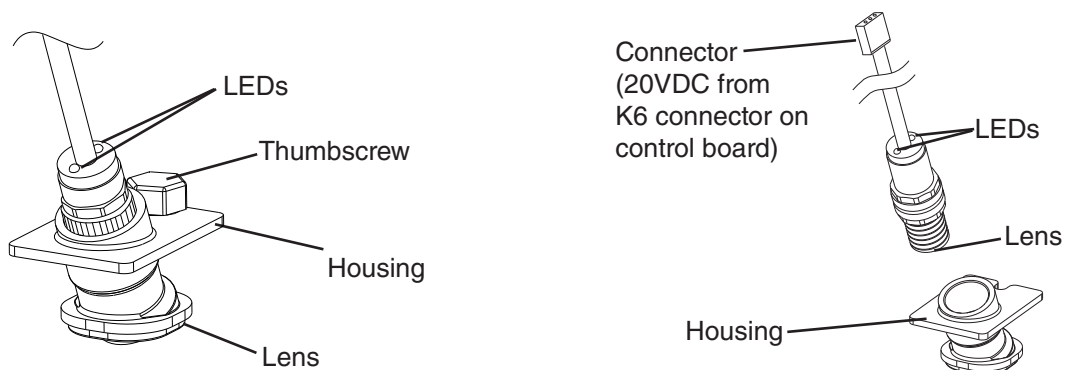 LEDs
Thumbscrew
Housing
Lens
Connector
(20VDC from
K6 connector on
control board)
LEDs
Lens
Housing